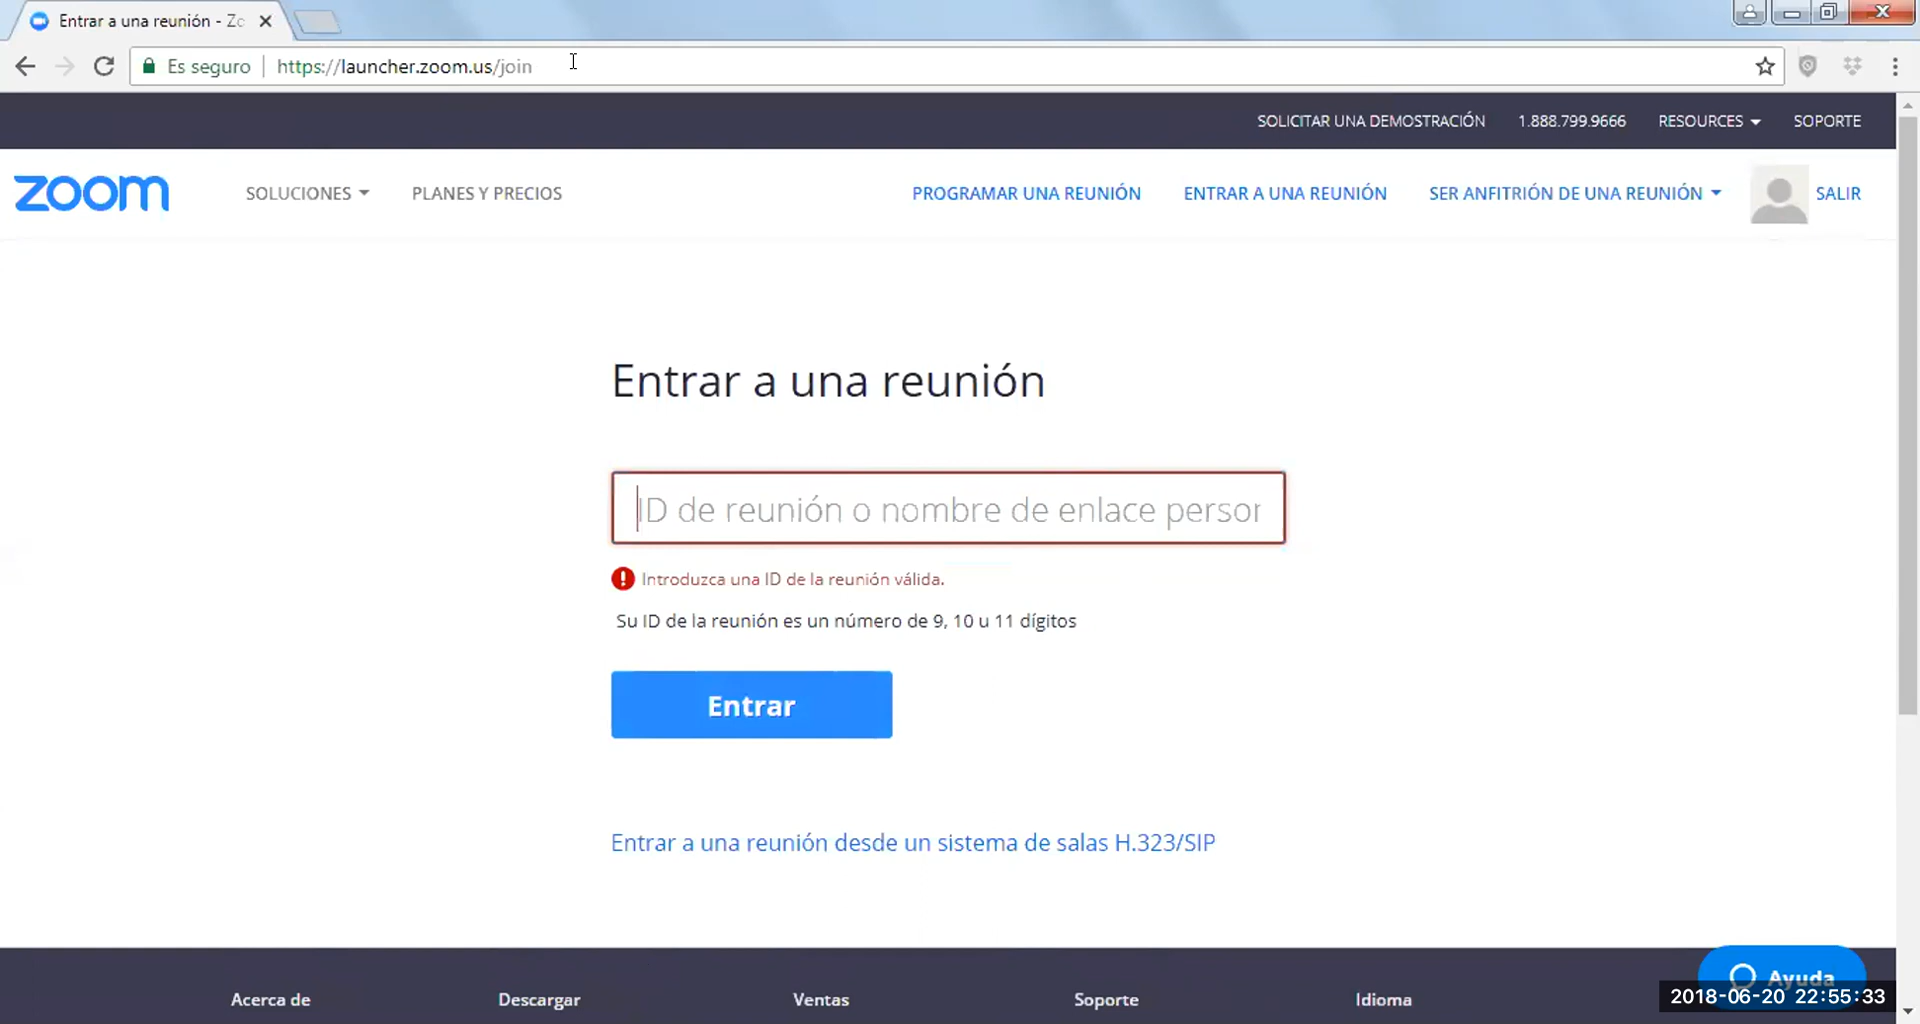 Entrar a una reunión - Zo
Es seguro
https://launcher.zoom.us/join
SOLICITAR UNA DEMOSTRACIÓN
1.888.799.9666
RESOURCES
SOPORTE
zoom
SOLUCIONES
PLANES Y PRECIOS
PROGRAMAR UNA REUNIÓN
ENTRAR A UNA REUNIÓN
SER ANFITRIÓN DE UNA REUNIÓN
SALIR
Entrar a una reunión
ID de reunión o nombre de enlace person
Introduzca una ID de la reunión válida.
Su ID de la reunión es un número de 9, 10 u 11 dígitos
Entrar
Entrar a una reunión desde un sistema de salas H.323/SIP
Ayuda
Acerca de
Descargar
Ventas
Soporte
Idioma
2018-06-20 22:55:33